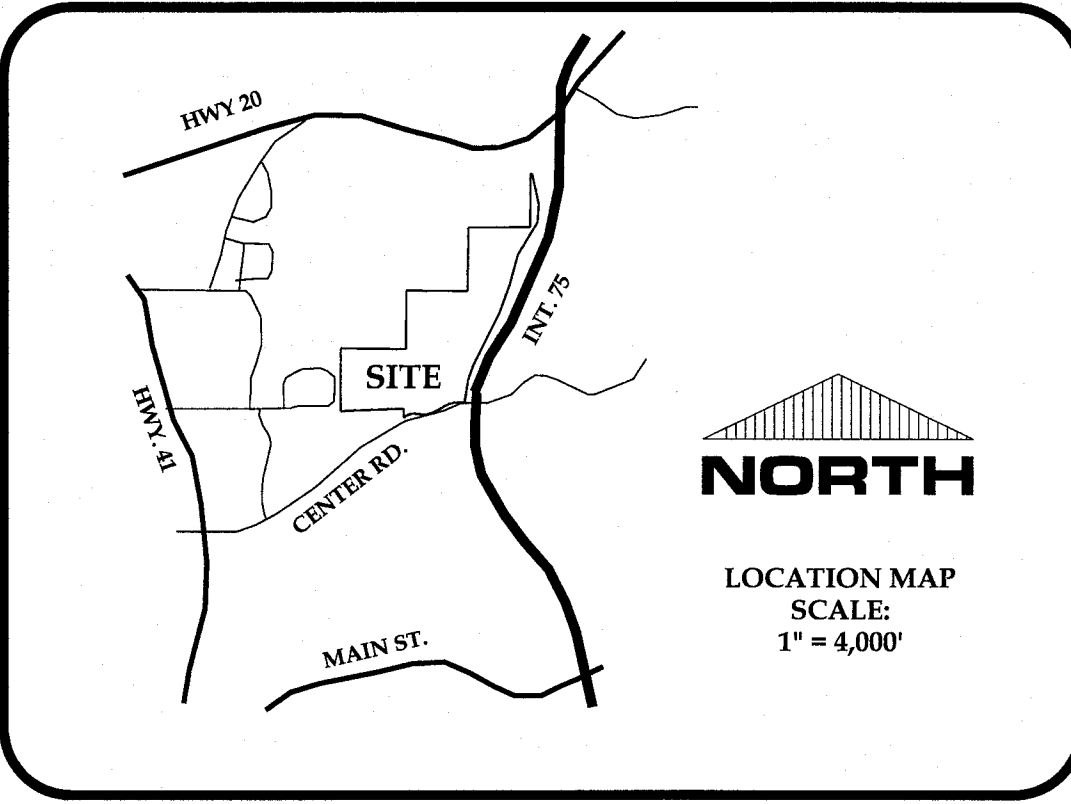 HWY 20
INT. 75
SITE
HWY. 41
CENTER RD.
NORTH
LOCATION MAP
SCALE:
1" = 4,000'
MAIN ST.